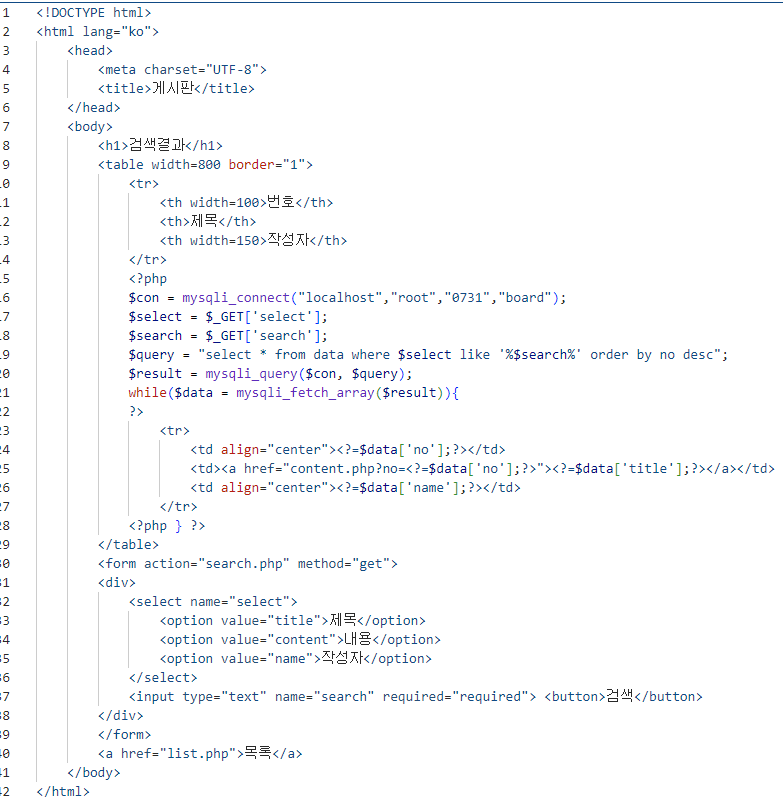 1 <!DOCTYPE html>
2 <html lang="ko">
3 <head>
4 <meta charset="UTF-8">
5 <title>게시판</title>
6 </head>
7 <body>
8 <h1>검색결과</h1>
9 <table width=800 border="1">
10 <tr>
11 <th width=100>번호</th>
12 <th>제목</th>
13 <th width=150>작성자</th>
14 </tr>
15 <?php
16 $con = mysqli_connect("localhost","root","0731","board");
17 $select = $_GET['select'];
18 $search = $_GET['search'];
19 $query = "select * from data where $select like '%$search%' order by no desc";
20 $result = mysqli_query($con, $query);
21 while($data = mysqli_fetch_array($result)){
22 ?>
23 <tr>
24 <td align="center"><?=$data['no'];?></td>
25 <td><a href="content.php?no=<?=$data['no'];?>"><?=$data['title'];?></a></td>
26 <td align="center"><?=$data['name'];?></td>
27 </tr>
28 <?php } ?>
29 </table>
30 <form action="search.php" method="get">
31 <div>
32 <select name="select">
33 <option value="title">제목</option>
34 <option value="content">내용</option>
35 <option value="name">작성자</option>
36 </select>
37 <input type="text" name="search" required="required"> <button>검색</button>
38 </div>
39 </form>
40 <a href="list.php">목록</a>
41 </body>
42 </html>